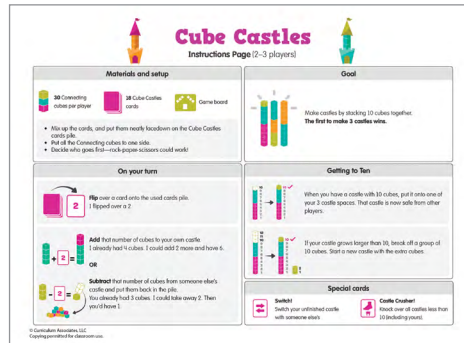 Cube Castles
Instructions Page (2–3 players)
Materials and setup
30 Connecting
cubes per player
18 Cube Castles
cards
Game board
• Mix up the cards, and put them neatly facedown on the Cube Castles
cards pile.
• Put all the Connecting cubes to one side.
• Decide who goes first—rock-paper-scissors could work!
Goal
Make castles by stacking 10 cubes together.
The first to make 3 castles wins.
On your turn
2
Flip over a card onto the used cards pile.
I flipped over a 2
+ 2 =
Add that number of cubes to your own castle
I already had 4 cubes. I could add 2 more and have 6.
OR
- 2 =
Subtract that number of cubes from someone else's
castle and put them back in the pile.
You already had 3 cubes. I could take away 2. Then
you'd have 1.
Getting to Ten
When you have a castle with 10 cubes, put it onto one of
your 3 castle spaces. That castle is now safe from other
players.
If your castle grows larger than 10, break off a group of
10 cubes. Start a new castle with the extra cubes.
Special cards
Switch!
Switch your unfinished castle
with someone else's
Castle Crusher!
Knock over all castles less than
10 (including yours).
© Curriculum Associates, LLC
Copying permitted for classroom use.